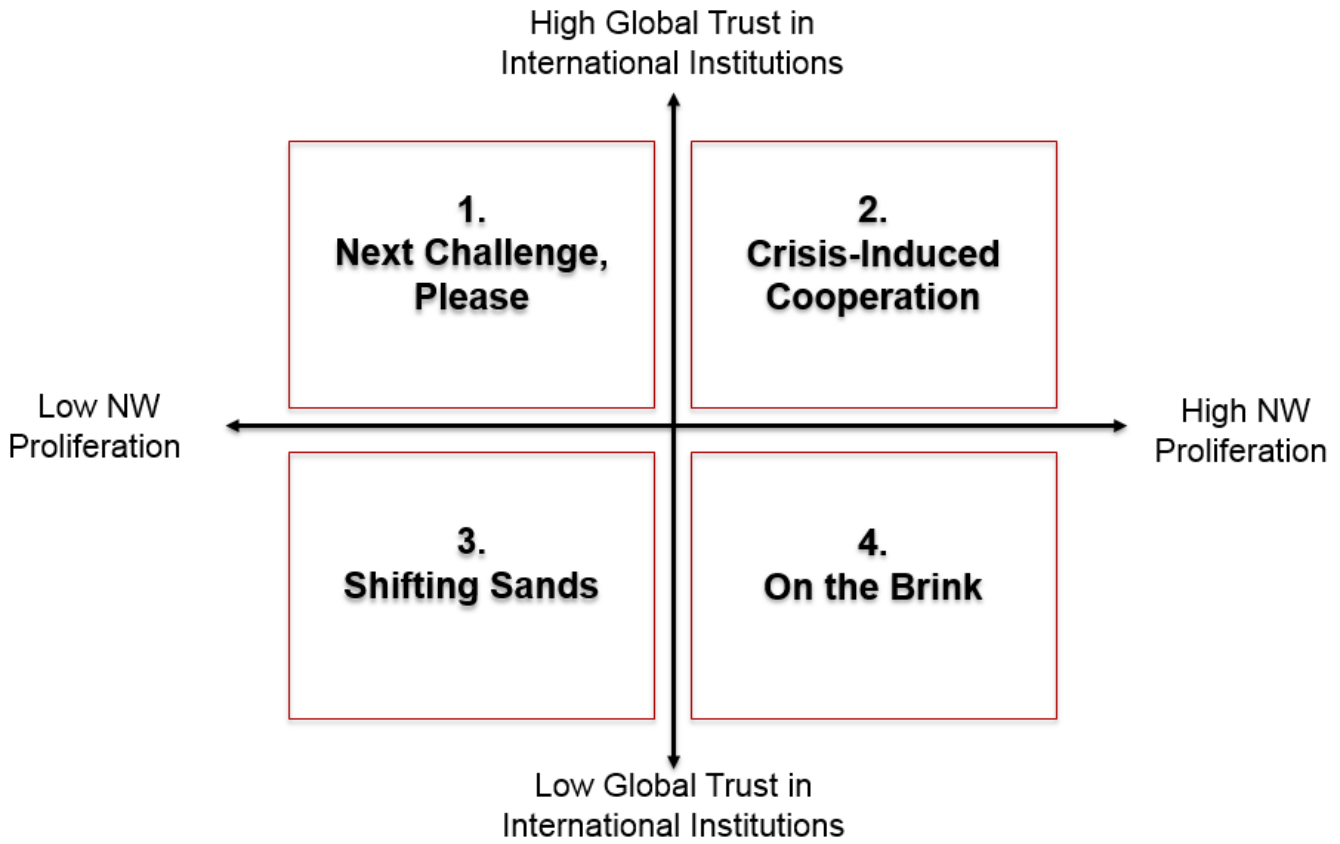 High Global Trust in
International Institutions
1.
Next Challenge,
Please
2.
Crisis-Induced
Cooperation
Low NW
Proliferation
High NW
Proliferation
3.
Shifting Sands
4.
On the Brink
Low Global Trust in
International Institutions